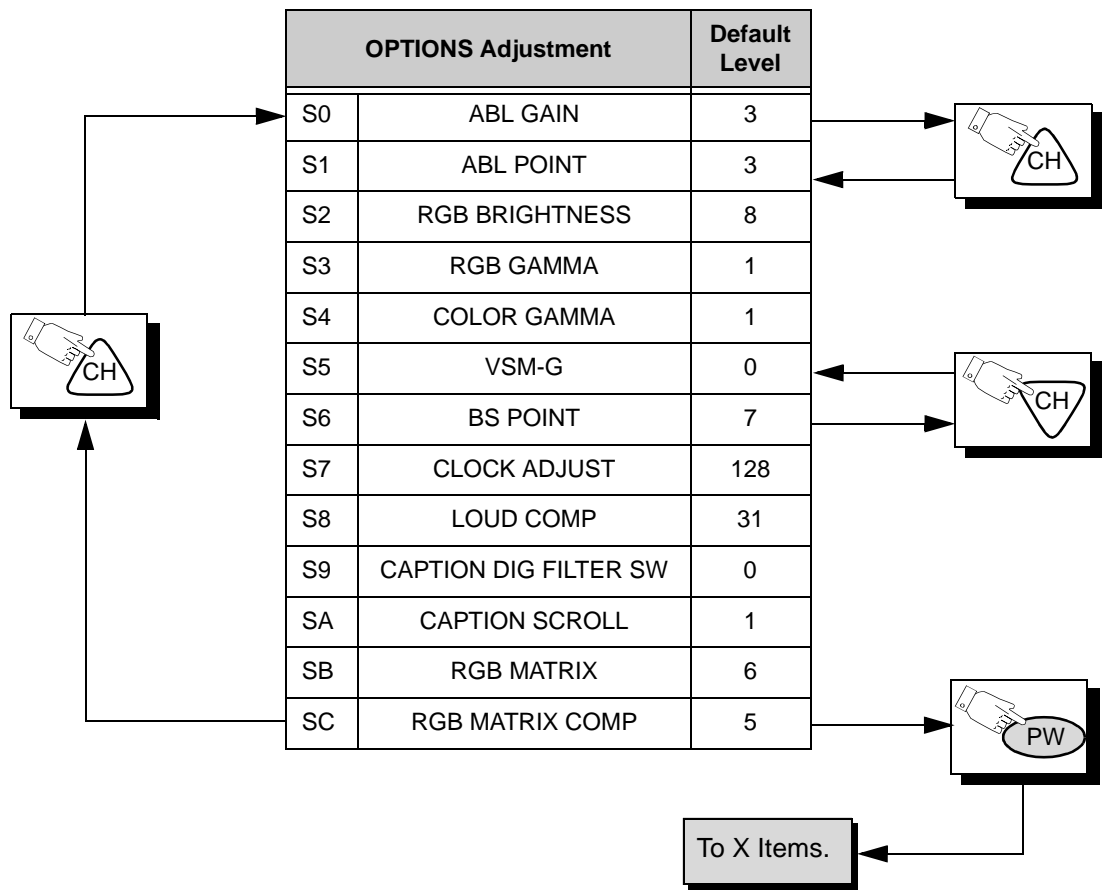 OPTIONS Adjustment Default Level
S0 ABL GAIN 3
CH
S1 ABL POINT 3
S2 RGB BRIGHTNESS 8
S3 RGB GAMMA 1
S4 COLOR GAMMA 1
CH
S5 VSM-G 0
CH
S6 BS POINT 7
S7 CLOCK ADJUST 128
S8 LOUD COMP 31
S9 CAPTION DIG FILTER SW 0
SA CAPTION SCROLL 1
SB RGB MATRIX 6
SC RGB MATRIX COMP 5
PW
To X Items.